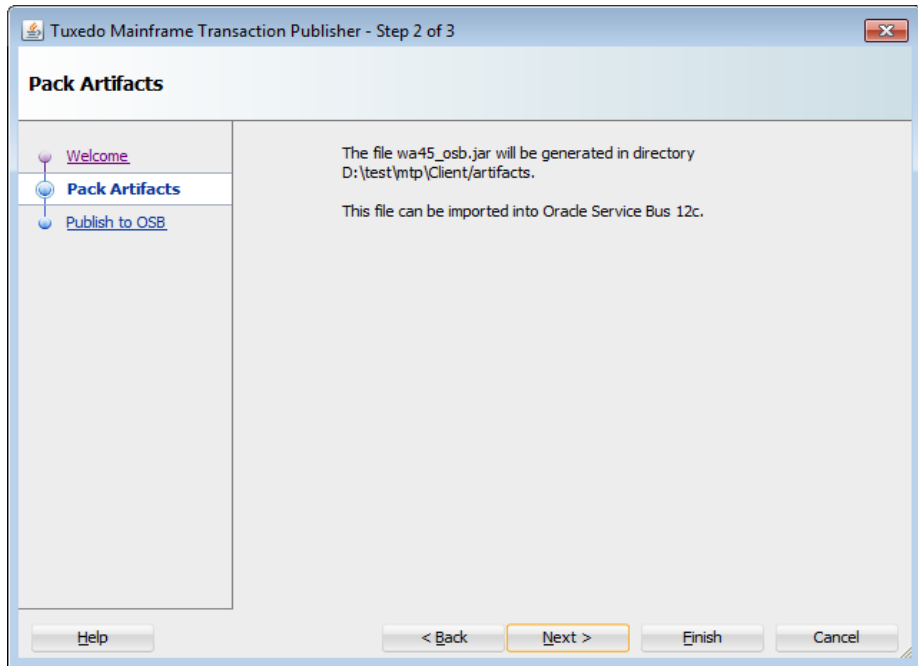 Tuxedo Mainframe Transaction Publisher - Step 2 of 3
Pack Artifacts
Welcome
Pack Artifacts
Publish to OSB
The file wa45_osb.jar will be generated in directory
D:\test\mtp\Client/artifacts.
This file can be imported into Oracle Service Bus 12c.
Help
< Back
Next >
Finish
Cancel